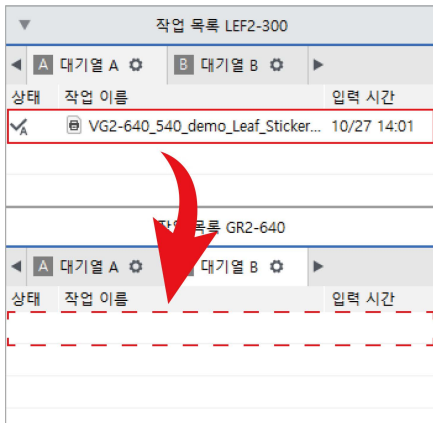 ▼ 작업 목록 LEF2-300
◀ A 대기열 A B 대기열 B ▶
상태 작업 이름 입력 시간
A VG2-640_540_demo_Leaf_Sticker... 10/27 14:01
목록 GR2-640
◀ A 대기열 A 대기열 B ▶
상태 작업 이름 입력 시간